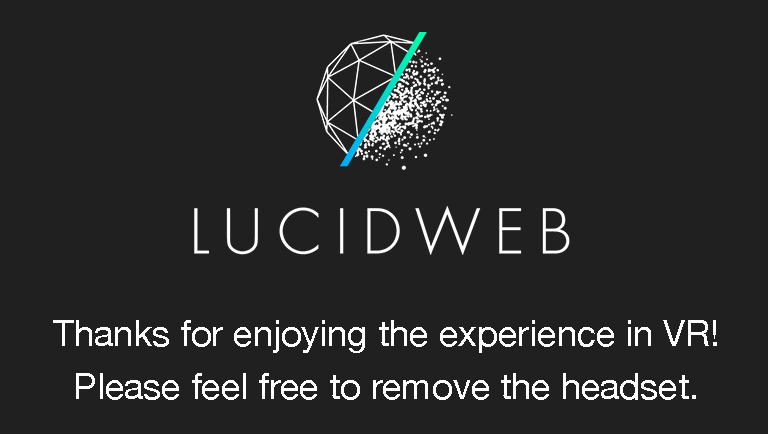 LUCIDWEB
Thanks for enjoying the experience in VR!
Please feel free to remove the headset.